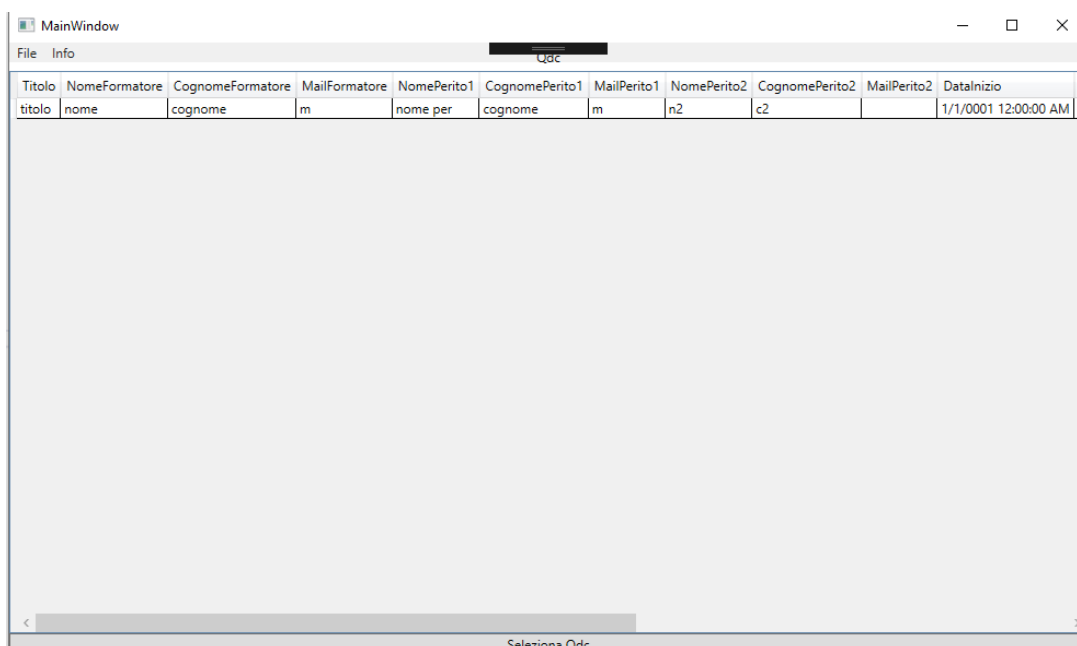 MainWindow
File Info
Qdc
Titolo NomeFormatore CognomeFormatore MailFormatore NomePerito1 CognomePerito1 MailPerito1 NomePerito2 CognomePerito2 MailPerito2 DataInizio
titolo nome cognome m nome per cognome m n2 c2 1/1/0001 12:00:00 AM
Seleziona Qdc